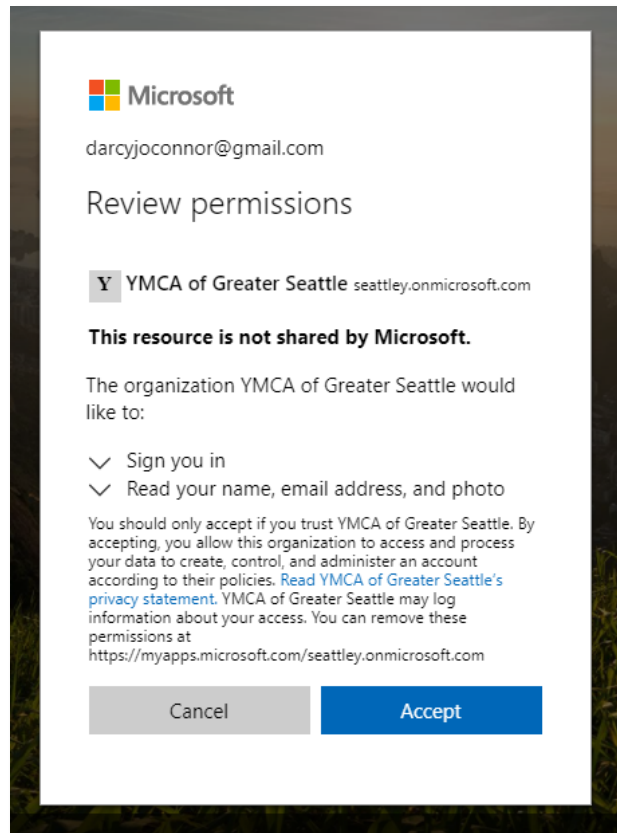 Microsoft
darcyjoconnor@gmail.com
Review permissions
Y YMCA of Greater Seattle seattley.onmicrosoft.com
This resource is not shared by Microsoft.
The organization YMCA of Greater Seattle would
like to:
Sign you in
Read your name, email address, and photo
You should only accept if you trust YMCA of Greater Seattle. By
accepting, you allow this organization to access and process
your data to create, control, and administer an account
according to their policies. Read YMCA of Greater Seattle's
privacy statement. YMCA of Greater Seattle may log
information about your access. You can remove these
permissions at
https://myapps.microsoft.com/seattley.onmicrosoft.com
Cancel Accept